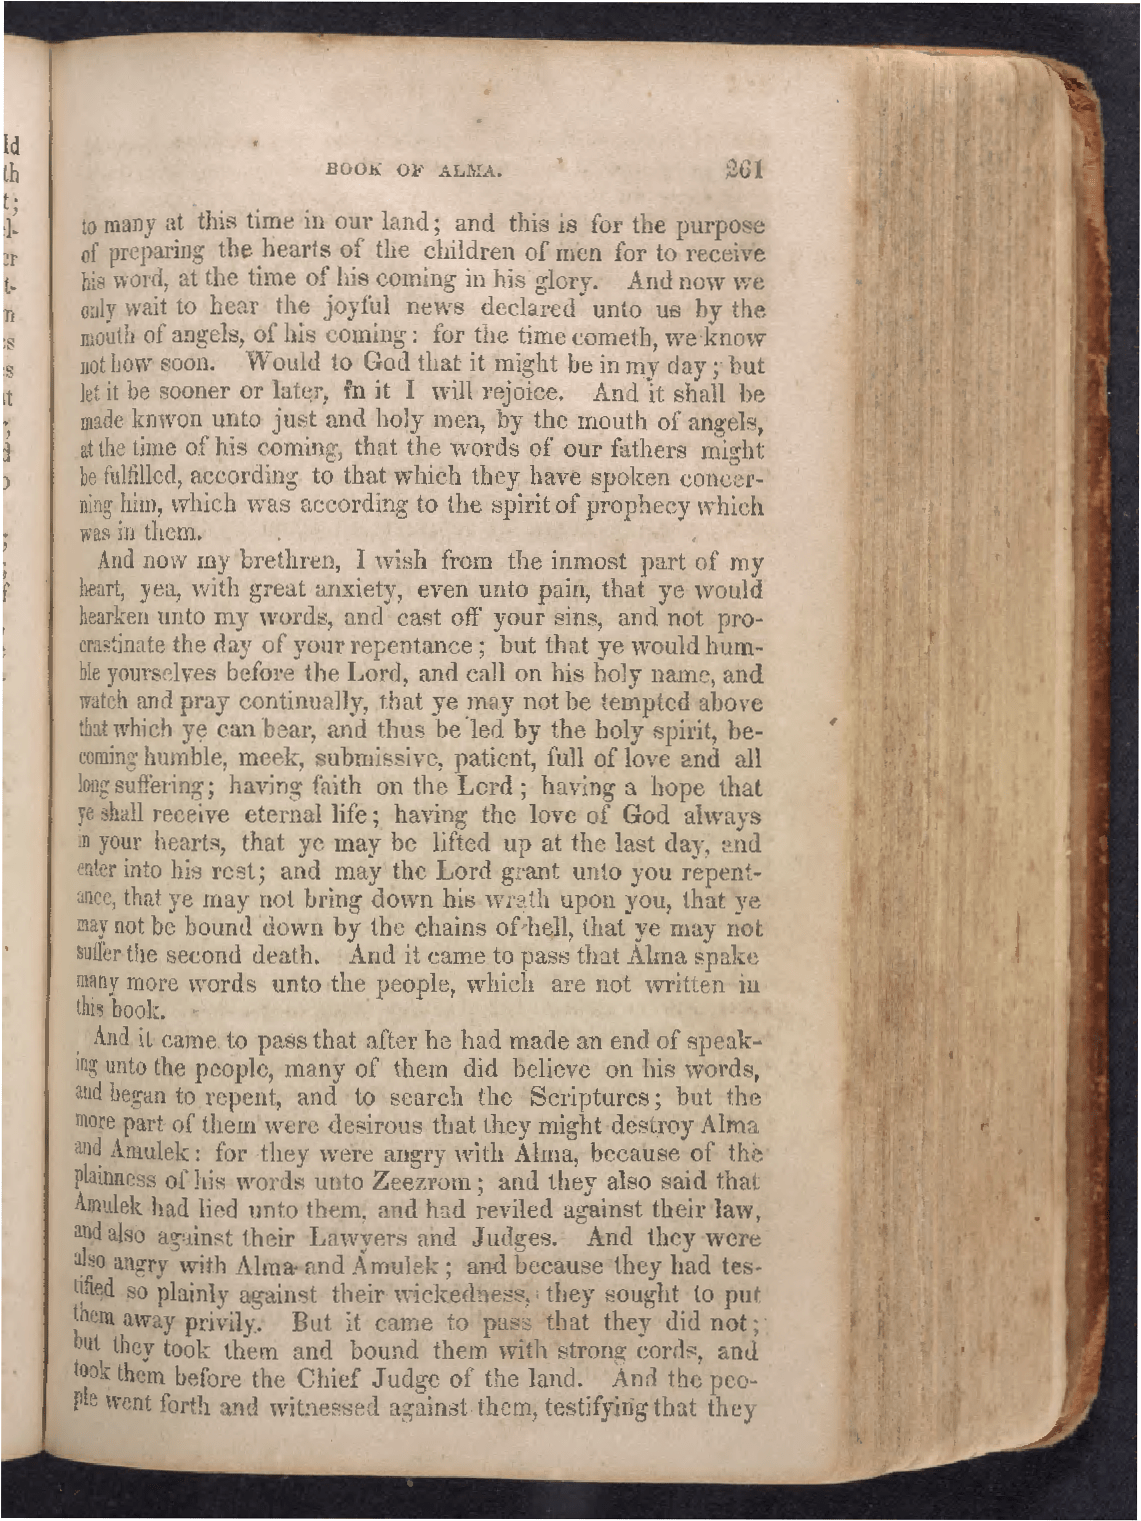 BOOK OF ALMA. 261
to many at this time in our land; and this is for the purpose
of preparing the hearts of the children of men for to receive
his word, at the time of his coming in his glory. And now we
only wait to hear the joyful news declared unto us by the
mouth of angels, of his coming: for the time cometh, we know
not how soon. Would to God that it might be in my day; but
let it be sooner or later, in it I will rejoice. And it shall be
made knwon unto just and holy men, by the mouth of angels,
at the time of his coming, that the words of our fathers might
be fulfilled, according to that which they have spoken concer-
ning him, which was according to the spirit of prophecy which
was in them.
And now my brethren, I wish from the inmost part of my
heart, yea, with great anxiety, even unto pain, that ye would
hearken unto my words, and cast off your sins, and not pro-
crastinate the day of your repentance; but that ye would hum-
ble yourselves before the Lord, and call on his holy name, and
watch and pray continually, that ye may not be tempted above
that which ye can bear, and thus be led by the holy spirit, be-
coming humble, meek, submissive, patient, full of love and all
long suffering; having faith on the Lord; having a hope that
ye shall receive eternal life; having the love of God always
in your hearts, that ye may be lifted up at the last day, and
enter into his rest; and may the Lord grant unto you repent-
ance, that ye may not bring down his wrath upon you, that ye
may not be bound down by the chains of hell, that ye may not
suffer the second death. And it came to pass that Alma spake
many more words unto the people, which are not written in
this book.
And it came to pass that after he had made an end of speak-
ing unto the people, many of them did believe on his words,
and began to repent, and to search the Scriptures; but the
more part of them were desirous that they might destroy Alma
and Amulek: for they were angry with Alma, because of the
plainness of his words unto Zeezrom; and they also said that
Amulek had lied unto them, and had reviled against their law,
and also against their Lawyers and Judges. And they were
also angry with Alma and Amulek; and because they had tes-
tified so plainly against their wickedness, they sought to put
them away privily. But it came to pass that they did not;
but they took them and bound them with strong cords, and
took them before the Chief Judge of the land. And the peo-
ple went forth and witnessed against them, testifying that they